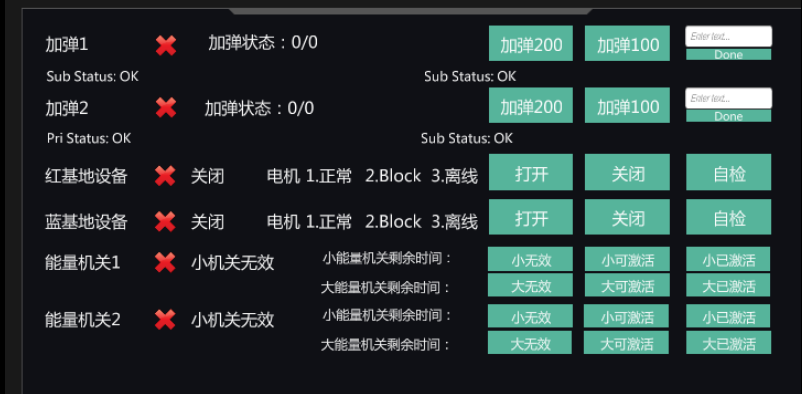 加弹1 加弹状态：0/0 加弹200 加弹100 Enter text...
Done
Sub Status: OK Sub Status: OK
加弹2 加弹状态：0/0 加弹200 加弹100 Enter text...
Done
Pri Status: OK Sub Status: OK
红基地设备 关闭 电机 1.正常 2.Block 3.离线 打开 关闭 自检
蓝基地设备 关闭 电机 1.正常 2.Block 3.离线 打开 关闭 自检
能量机关1 小机关无效 小能量机关剩余时间： 小无效 小可激活 小已激活
大能量机关剩余时间： 大无效 大可激活 大已激活
能量机关2 小机关无效 小能量机关剩余时间： 小无效 小可激活 小已激活
大能量机关剩余时间： 大无效 大可激活 大已激活